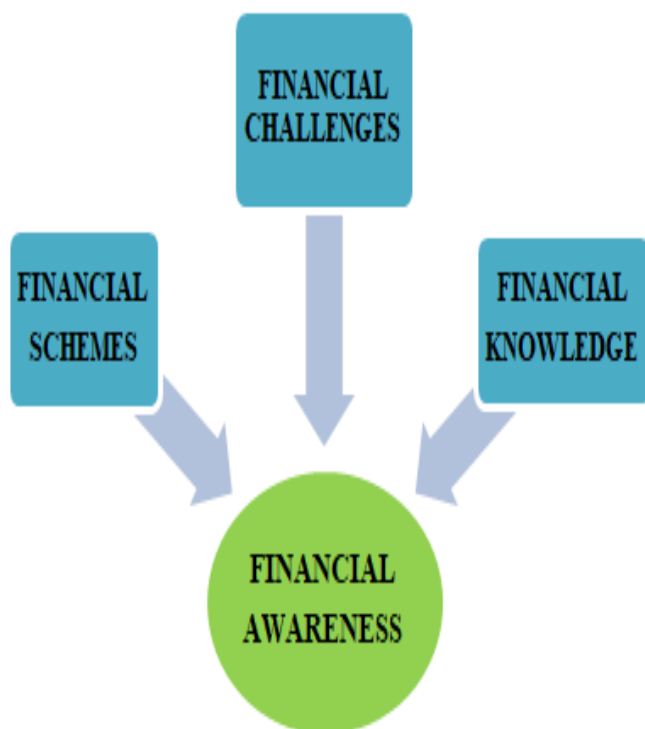 FINANCIAL
CHALLENGES
FINANCIAL
SCHEMES
FINANCIAL
KNOWLEDGE
FINANCIAL
AWARENESS